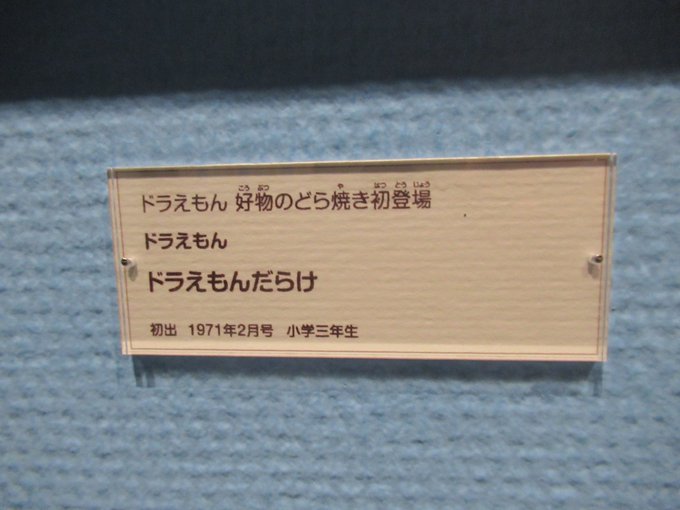 ドラえもん 好物のどら焼き初登場
ドラえもん
ドラえもんだらけ
初出 1971年2月号 小学三年生